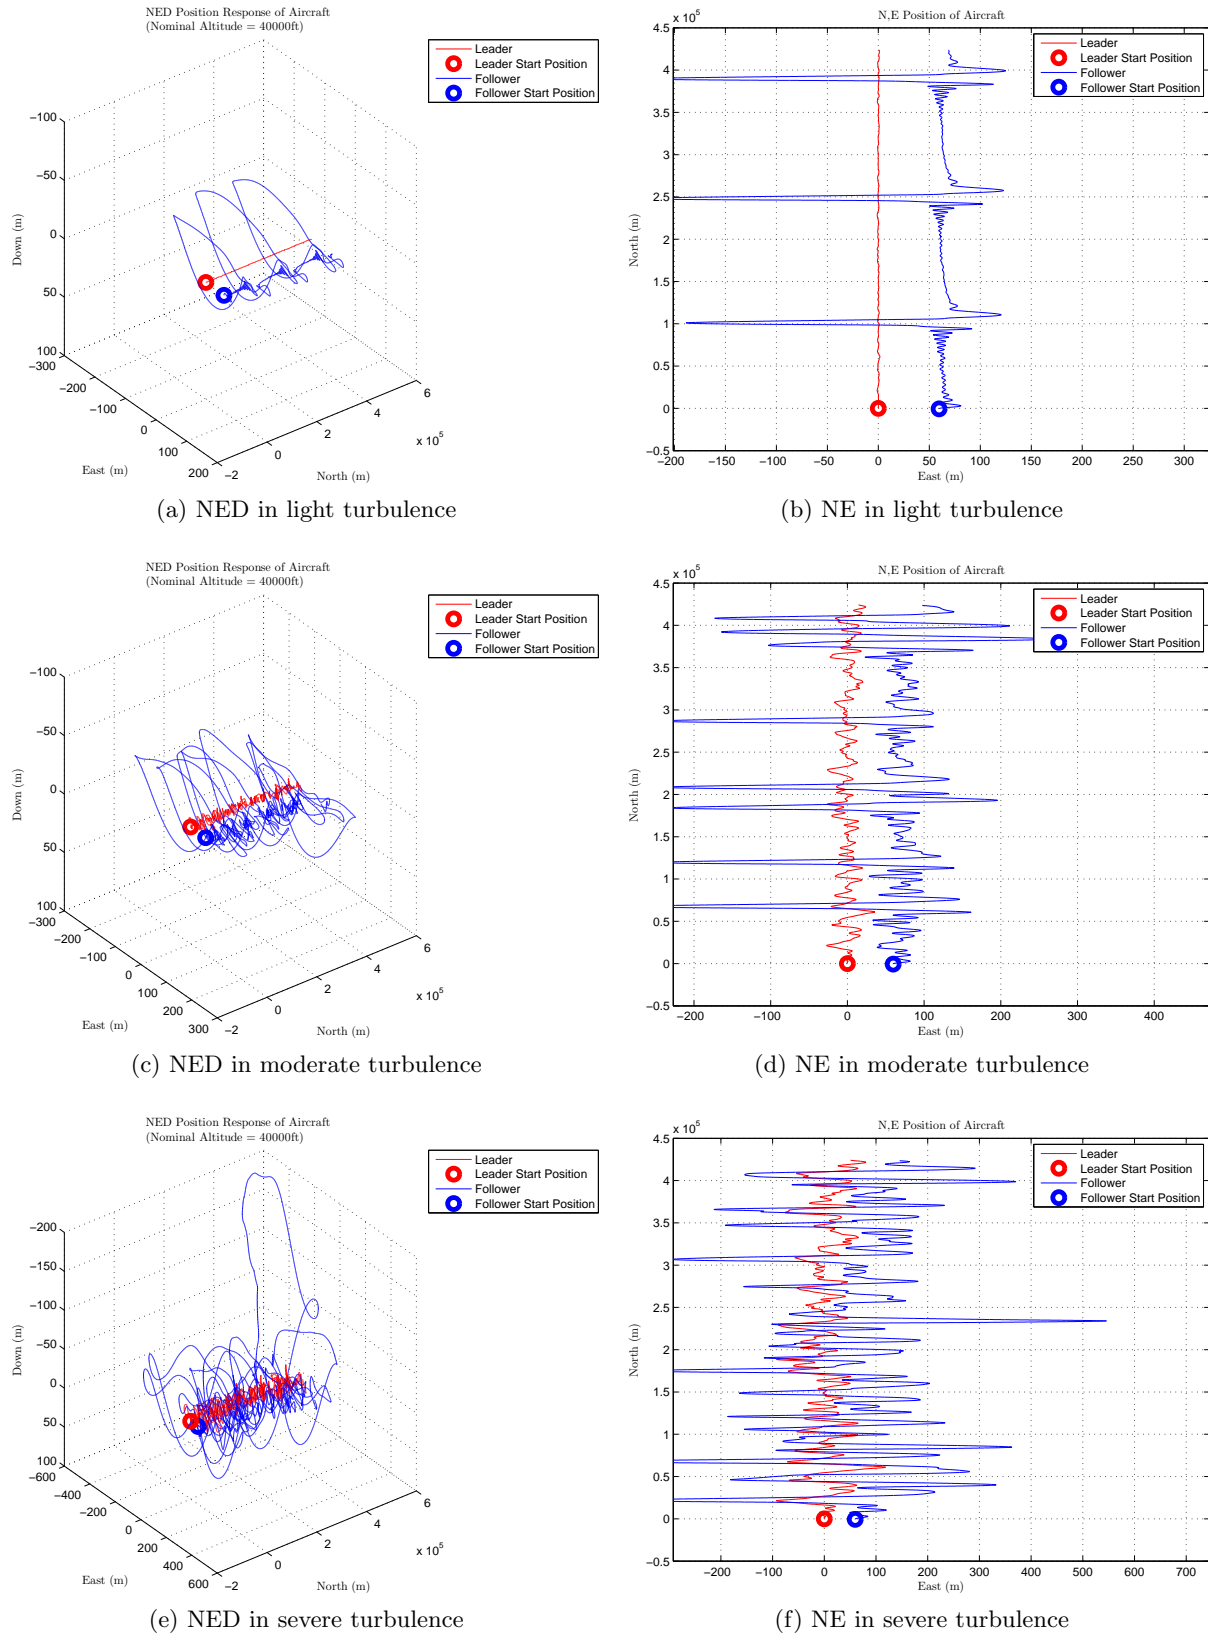 NED Position Response of Aircraft
(Nominal Altitude = 40000ft)
Leader
Leader Start Position
Follower
Follower Start Position
−100
−50
0
50
100
Down (m)
−300
−200
−100
0
100
200
East (m)
−2
0
2
4
6
x 10^5
North (m)
(a) NED in light turbulence
N,E Position of Aircraft
x 10^5
Leader
Leader Start Position
Follower
Follower Start Position
4.5
4
3.5
3
2.5
2
1.5
1
0.5
0
−0.5
North (m)
−200 −150 −100 −50 0 50 100 150 200 250 300
East (m)
(b) NE in light turbulence
NED Position Response of Aircraft
(Nominal Altitude = 40000ft)
Leader
Leader Start Position
Follower
Follower Start Position
−100
−50
0
50
100
Down (m)
−300
−200
−100
0
100
200
300
East (m)
−2
0
2
4
6
x 10^5
North (m)
(c) NED in moderate turbulence
N,E Position of Aircraft
x 10^5
Leader
Leader Start Position
Follower
Follower Start Position
4.5
4
3.5
3
2.5
2
1.5
1
0.5
0
−0.5
North (m)
−200 −100 0 100 200 300 400
East (m)
(d) NE in moderate turbulence
NED Position Response of Aircraft
(Nominal Altitude = 40000ft)
Leader
Leader Start Position
Follower
Follower Start Position
−200
−150
−100
−50
0
50
100
Down (m)
−600
−400
−200
0
200
400
600
East (m)
−2
0
2
4
6
x 10^5
North (m)
(e) NED in severe turbulence
N,E Position of Aircraft
x 10^5
Leader
Leader Start Position
Follower
Follower Start Position
4.5
4
3.5
3
2.5
2
1.5
1
0.5
0
−0.5
North (m)
−200 −100 0 100 200 300 400 500 600 700
East (m)
(f) NE in severe turbulence